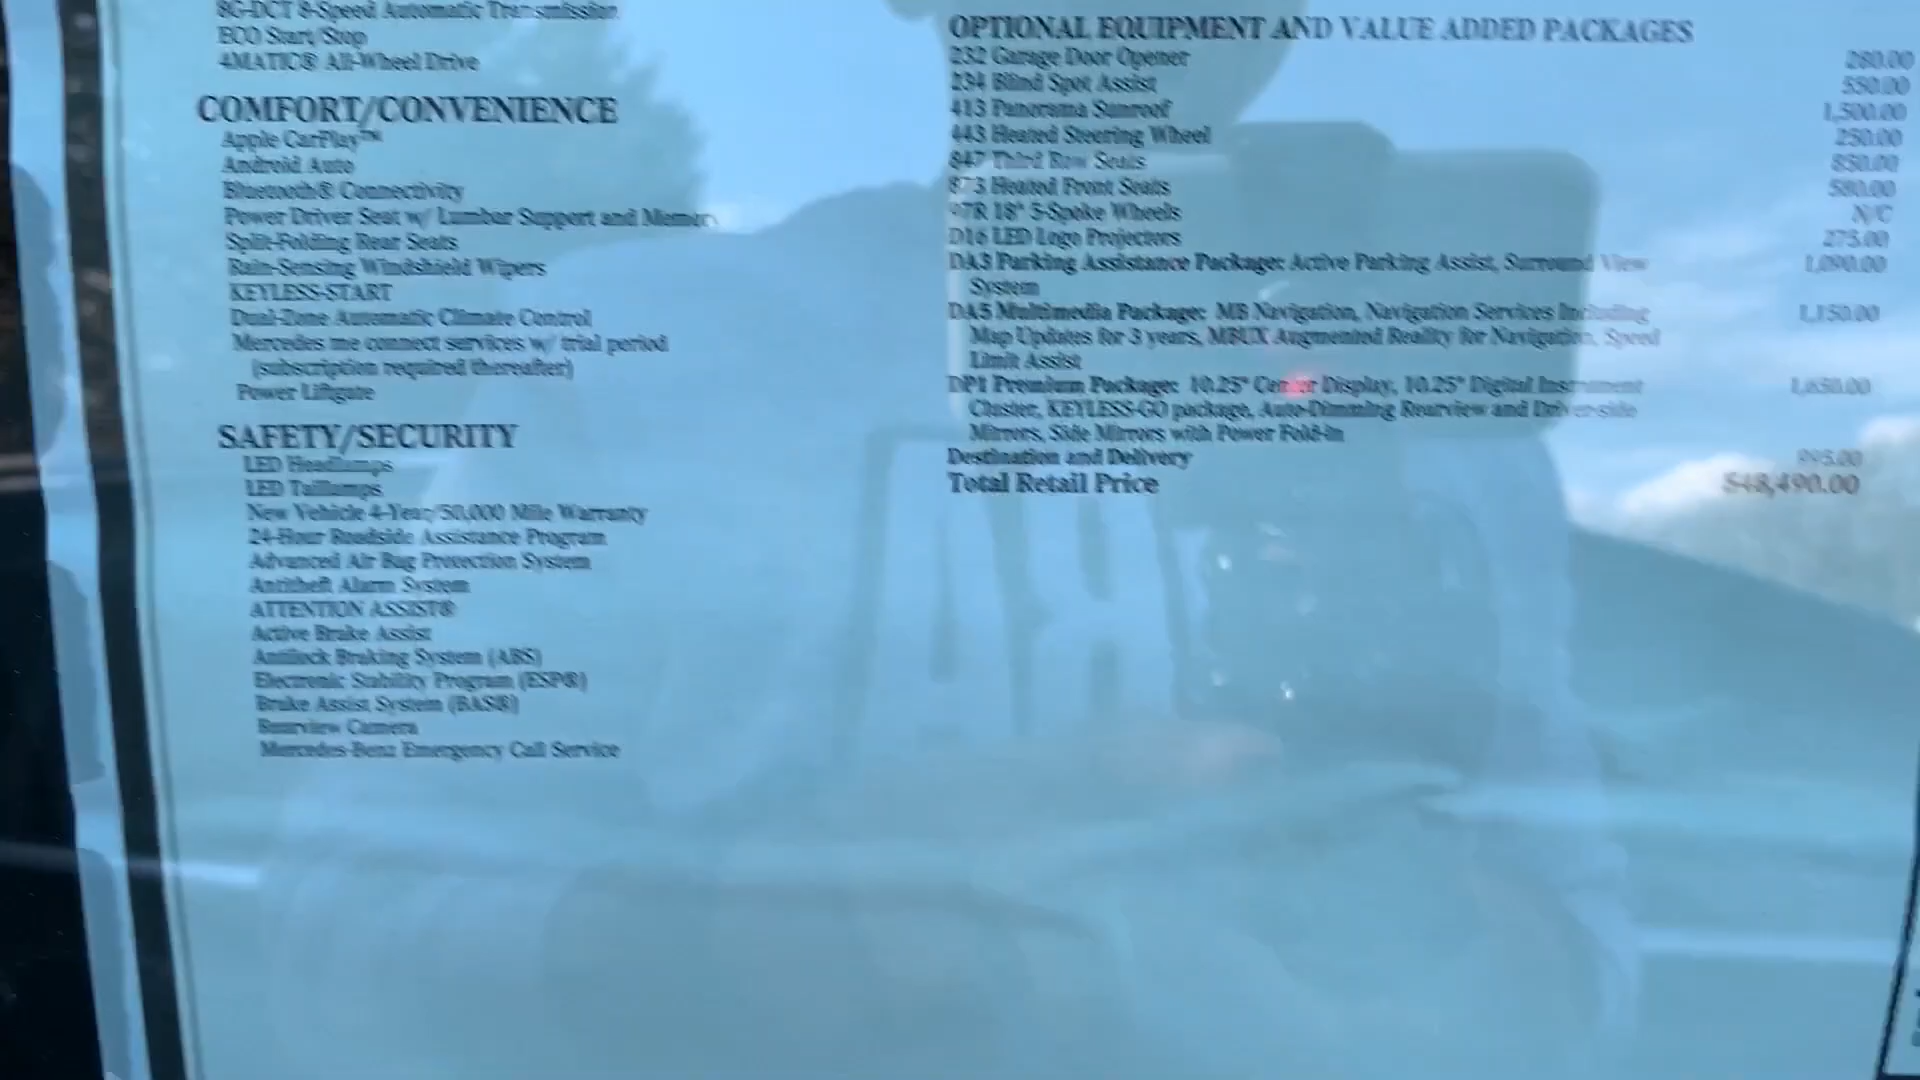 8G-DCT 8-Speed Automatic Transmission
ECO Start/Stop
4MATIC® All-Wheel Drive
COMFORT/CONVENIENCE
Apple CarPlay™
Android Auto
Bluetooth® Connectivity
Power Driver Seat w/ Lumbar Support and Memory
Split-Folding Rear Seats
Rain-Sensing Windshield Wipers
KEYLESS-START
Dual-Zone Automatic Climate Control
Mercedes me connect services w/ trial period
(subscription required thereafter)
Power Liftgate
SAFETY/SECURITY
LED Headlamps
LED Taillamps
New Vehicle 4-Year/50,000 Mile Warranty
24-Hour Roadside Assistance Program
Advanced Air Bag Protection System
Antitheft Alarm System
ATTENTION ASSIST®
Active Brake Assist
Antilock Braking System (ABS)
Electronic Stability Program (ESP®)
Brake Assist System (BAS®)
Rearview Camera
Mercedes-Benz Emergency Call Service
OPTIONAL EQUIPMENT AND VALUE ADDED PACKAGES
232 Garage Door Opener 280.00
234 Blind Spot Assist 550.00
413 Panorama Sunroof 1,500.00
443 Heated Steering Wheel 250.00
847 Third Row Seats 850.00
873 Heated Front Seats 580.00
97R 18" 5-Spoke Wheels N/C
D16 LED Logo Projectors 275.00
DA3 Parking Assistance Package: Active Parking Assist, Surround View 1,090.00
System
DA5 Multimedia Package: MB Navigation, Navigation Services Including 1,150.00
Map Updates for 3 years, MBUX Augmented Reality for Navigation, Speed
Limit Assist
DP1 Premium Package: 10.25" Center Display, 10.25" Digital Instrument 1,650.00
Cluster, KEYLESS-GO package, Auto-Dimming Rearview and Driver-side
Mirrors, Side Mirrors with Power Fold-in
Destination and Delivery 995.00
Total Retail Price $48,490.00